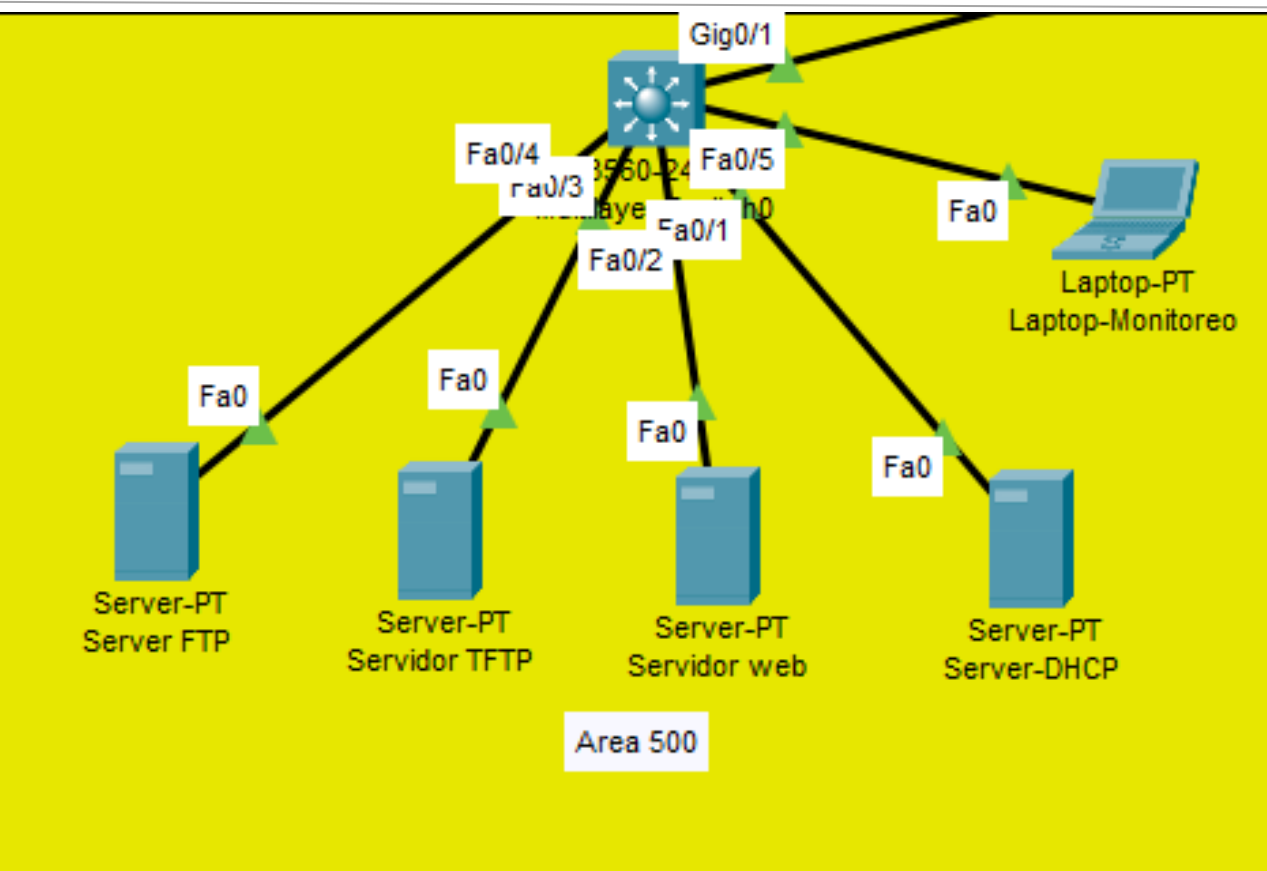 Gig0/1
Fa0/4
Fa0/5
3560-24
Fa0/3
Fa0/1
Fa0/2
Fa0
Laptop-PT
Laptop-Monitoreo
Fa0
Fa0
Fa0
Fa0
Server-PT
Server FTP
Server-PT
Servidor TFTP
Server-PT
Servidor web
Server-PT
Server-DHCP
Area 500